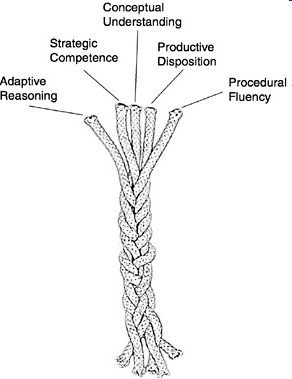 Conceptual
Understanding
Strategic
Competence
Productive
Disposition
Adaptive
Reasoning
Procedural
Fluency